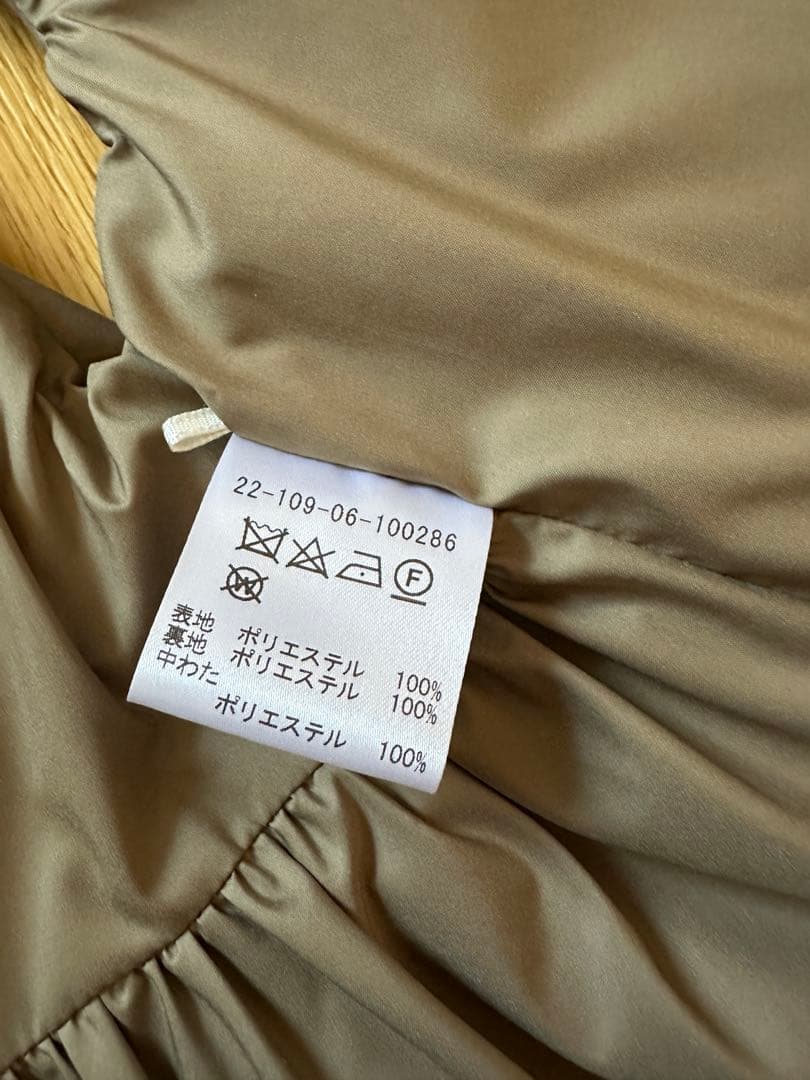 22-109-06-100286
F
W
表地 ポリエステル 100%
裏地 ポリエステル 100%
中わた
ポリエステル 100%